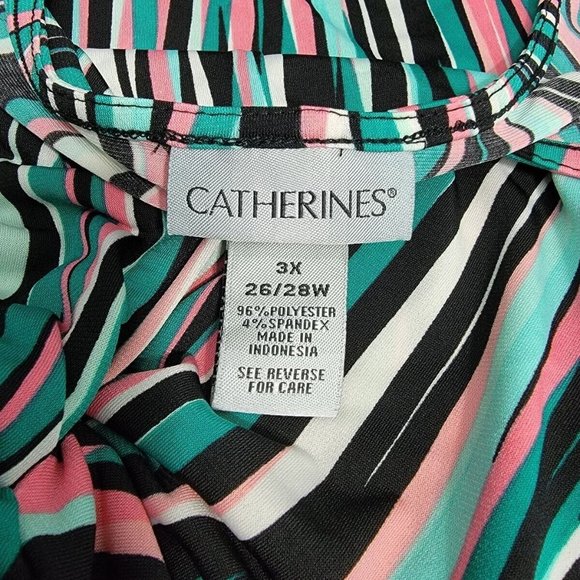 CATHERINES®
3X
26/28W
96%POLYESTER
4%SPANDEX
MADE IN
INDONESIA
SEE REVERSE
FOR CARE